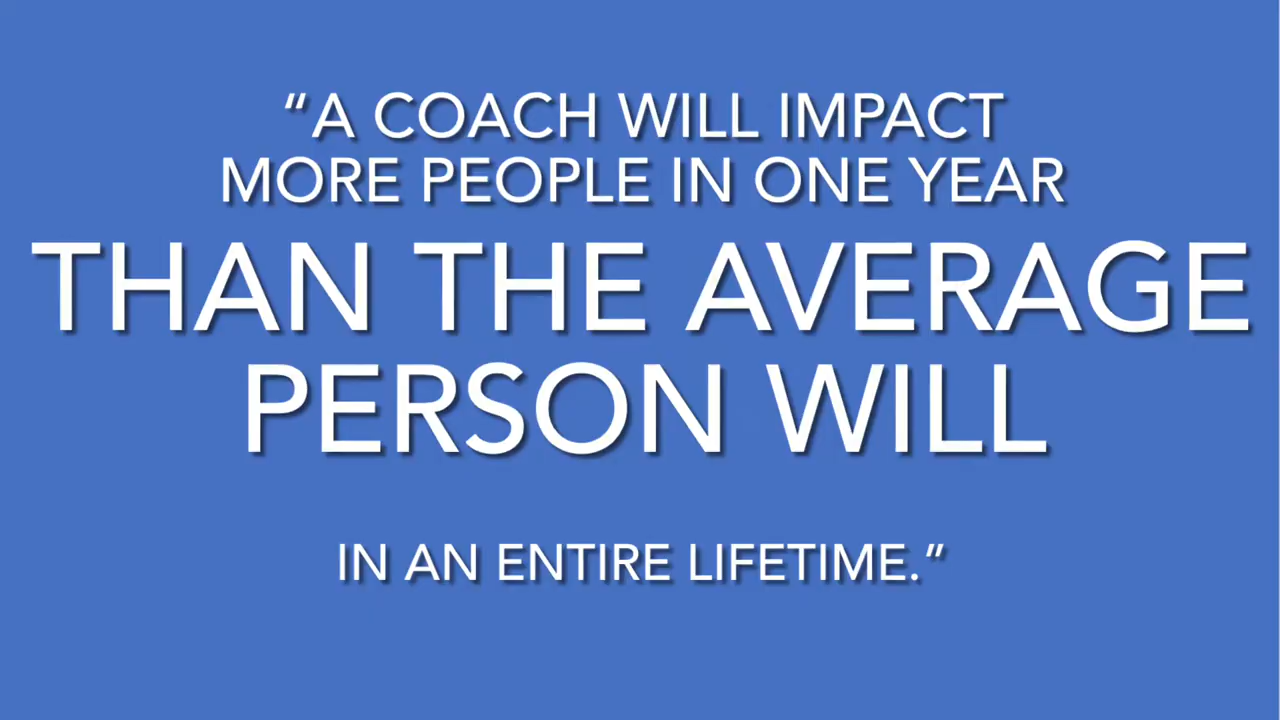 “A COACH WILL IMPACT
MORE PEOPLE IN ONE YEAR
THAN THE AVERAGE
PERSON WILL
IN AN ENTIRE LIFETIME.”